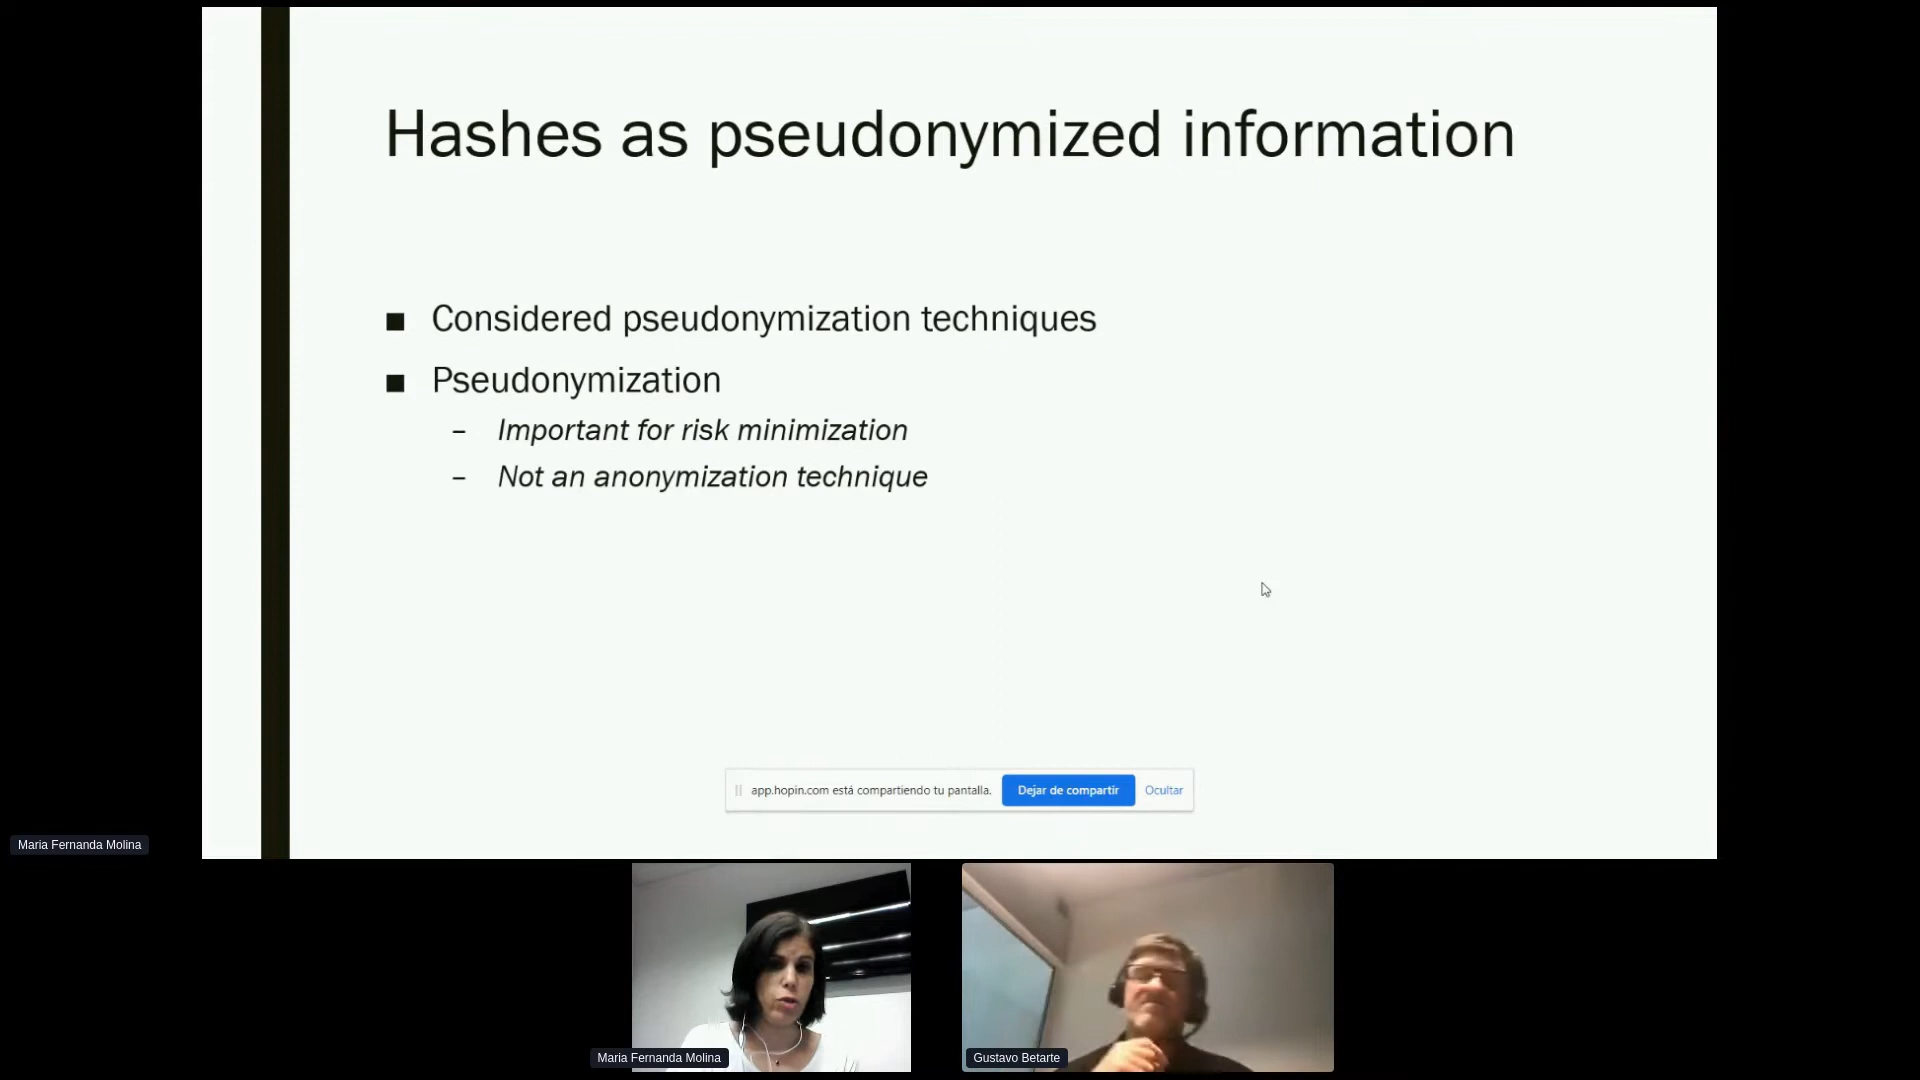 Hashes as pseudonymized information
■ Considered pseudonymization techniques
■ Pseudonymization
– Important for risk minimization
– Not an anonymization technique
app.hopin.com está compartiendo tu pantalla. Dejar de compartir Ocultar
Maria Fernanda Molina
Maria Fernanda Molina
Gustavo Betarte